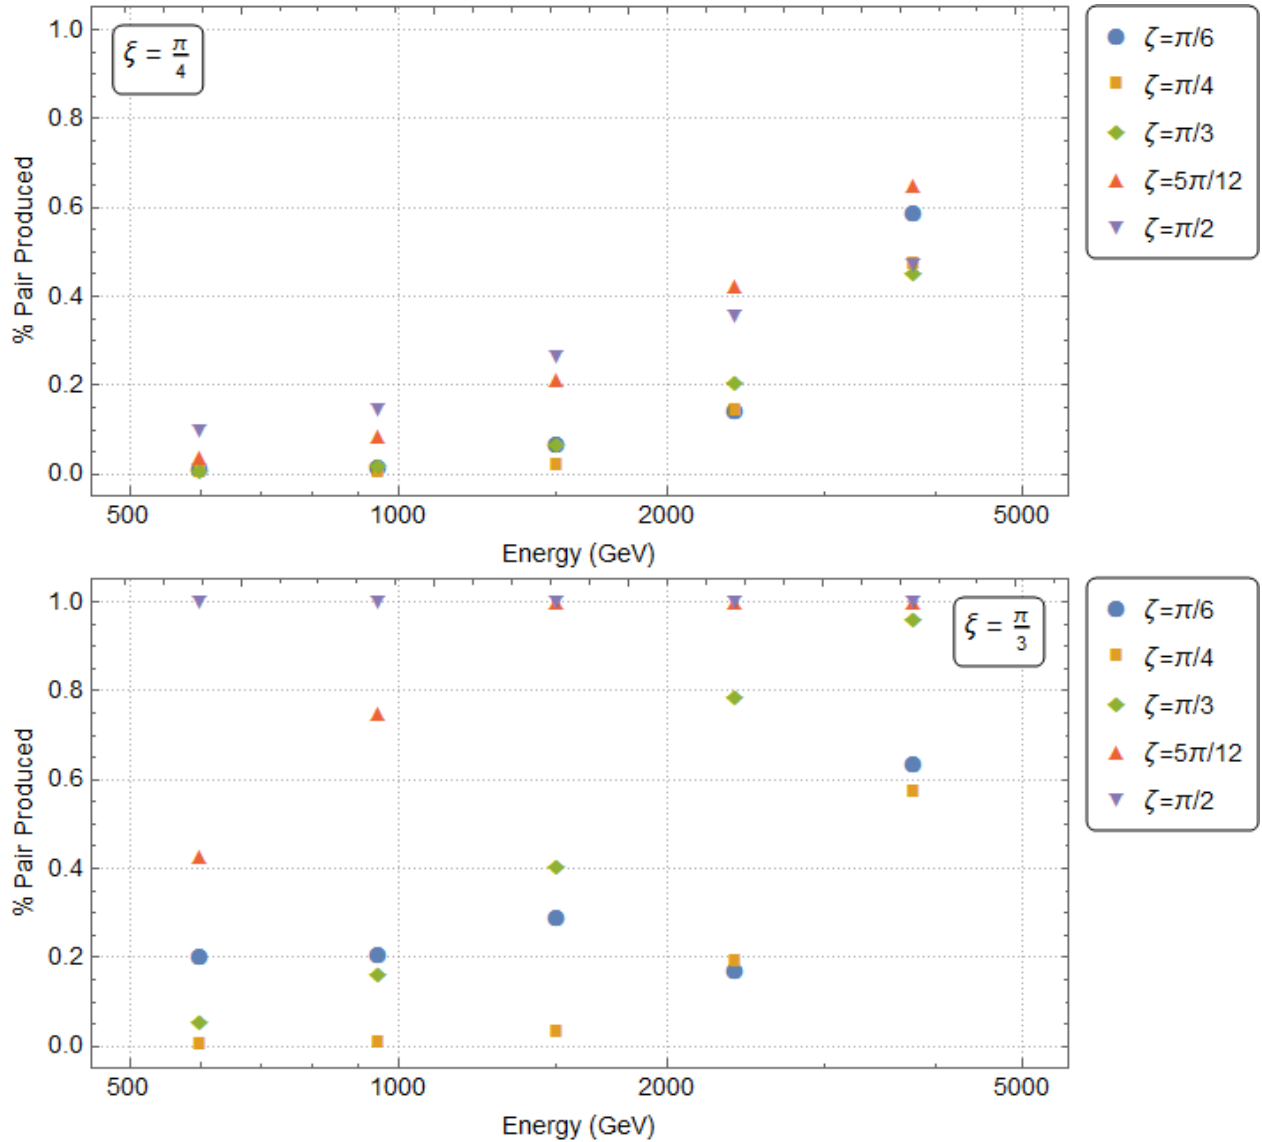 ξ = π/4
% Pair Produced
1.0
0.8
0.6
0.4
0.2
0.0
500 1000 2000 5000
Energy (GeV)
ζ=π/6
ζ=π/4
ζ=π/3
ζ=5π/12
ζ=π/2
ξ = π/3
% Pair Produced
1.0
0.8
0.6
0.4
0.2
0.0
500 1000 2000 5000
Energy (GeV)
ζ=π/6
ζ=π/4
ζ=π/3
ζ=5π/12
ζ=π/2